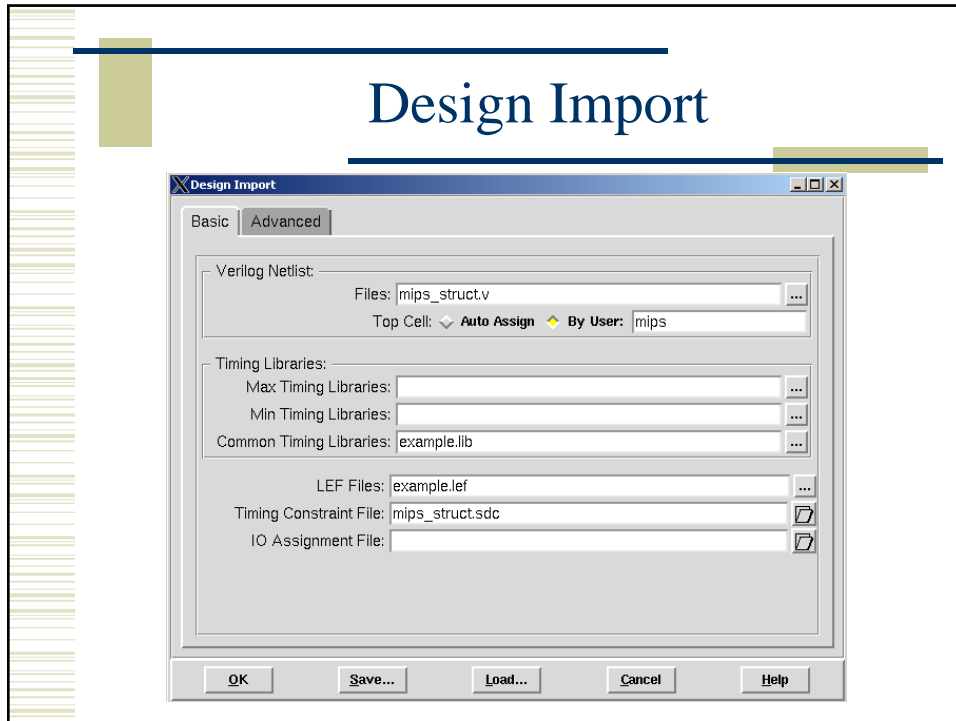 Design Import
Design Import
Basic Advanced
Verilog Netlist:
Files: mips_struct.v ...
Top Cell: Auto Assign By User: mips
Timing Libraries:
Max Timing Libraries: ...
Min Timing Libraries: ...
Common Timing Libraries: example.lib ...
LEF Files: example.lef ...
Timing Constraint File: mips_struct.sdc
IO Assignment File:
OK Save... Load... Cancel Help